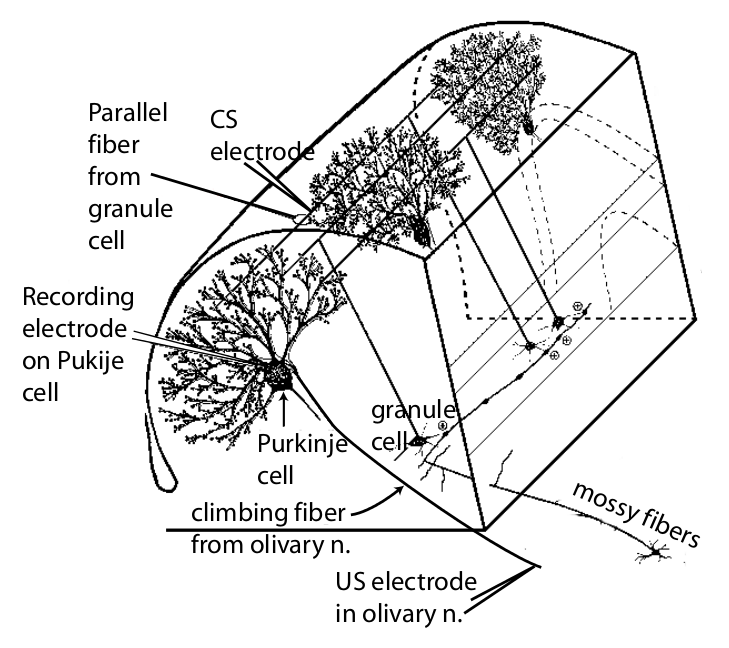 Parallel
fiber
from
granule
cell
CS
electrode
Recording
electrode
on Pukije
cell
granule
cell
Purkinje
cell
climbing fiber
from olivary n.
mossy fibers
US electrode
in olivary n.